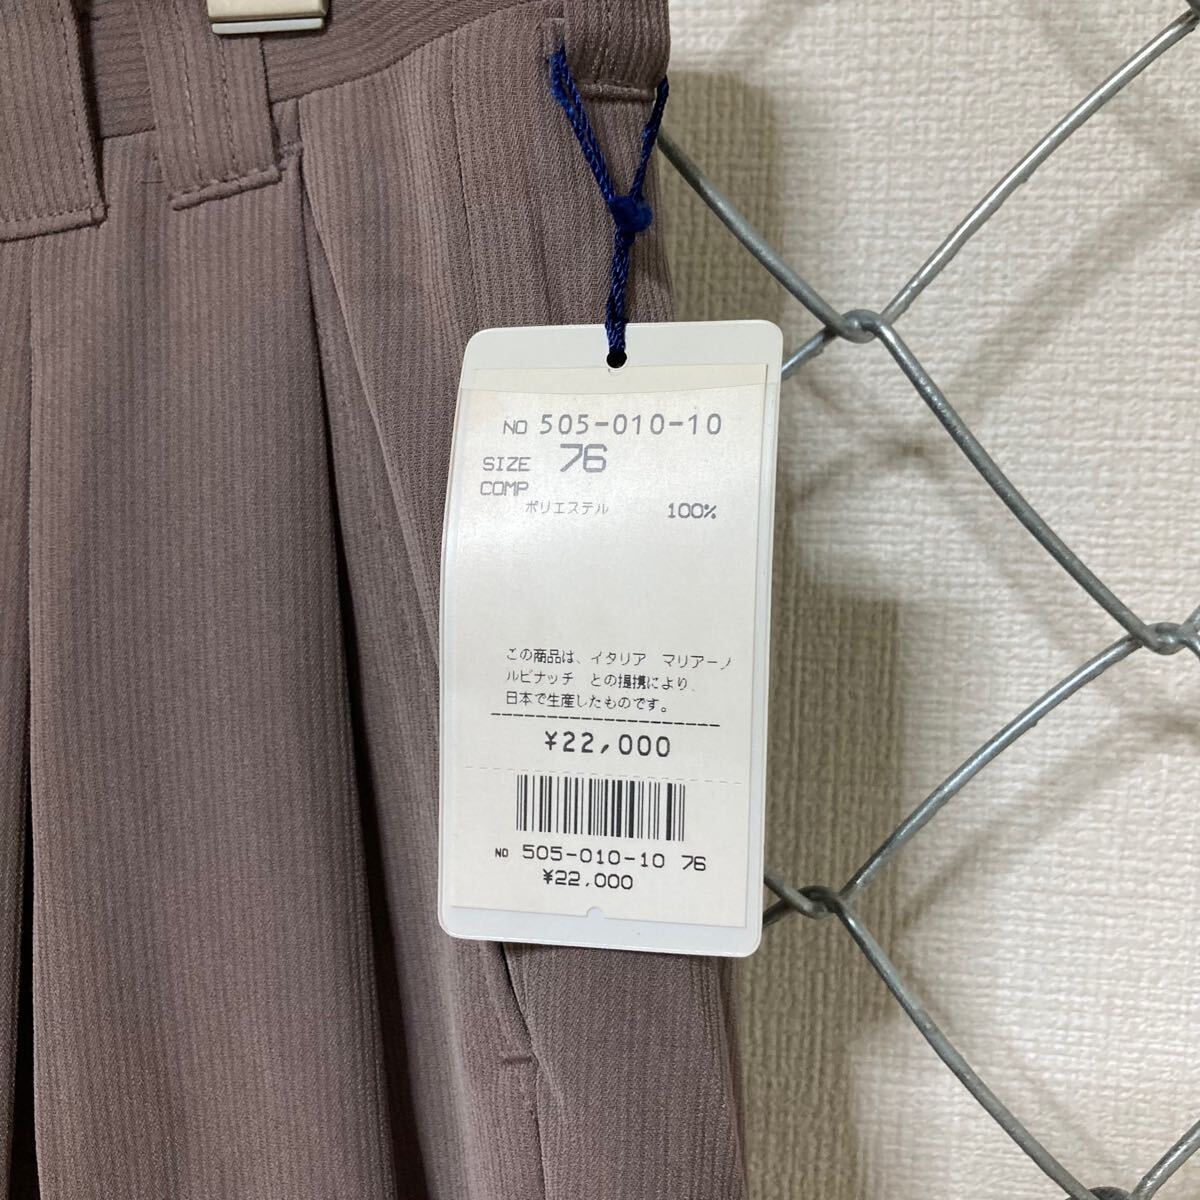 NO 505-010-10
SIZE 76
COMP
ポリエステル 100%
この商品は、イタリア マリアーノ
ルビナッチ との提携により、
日本で生産したものです。
¥22,000
NO 505-010-10 76
¥22,000